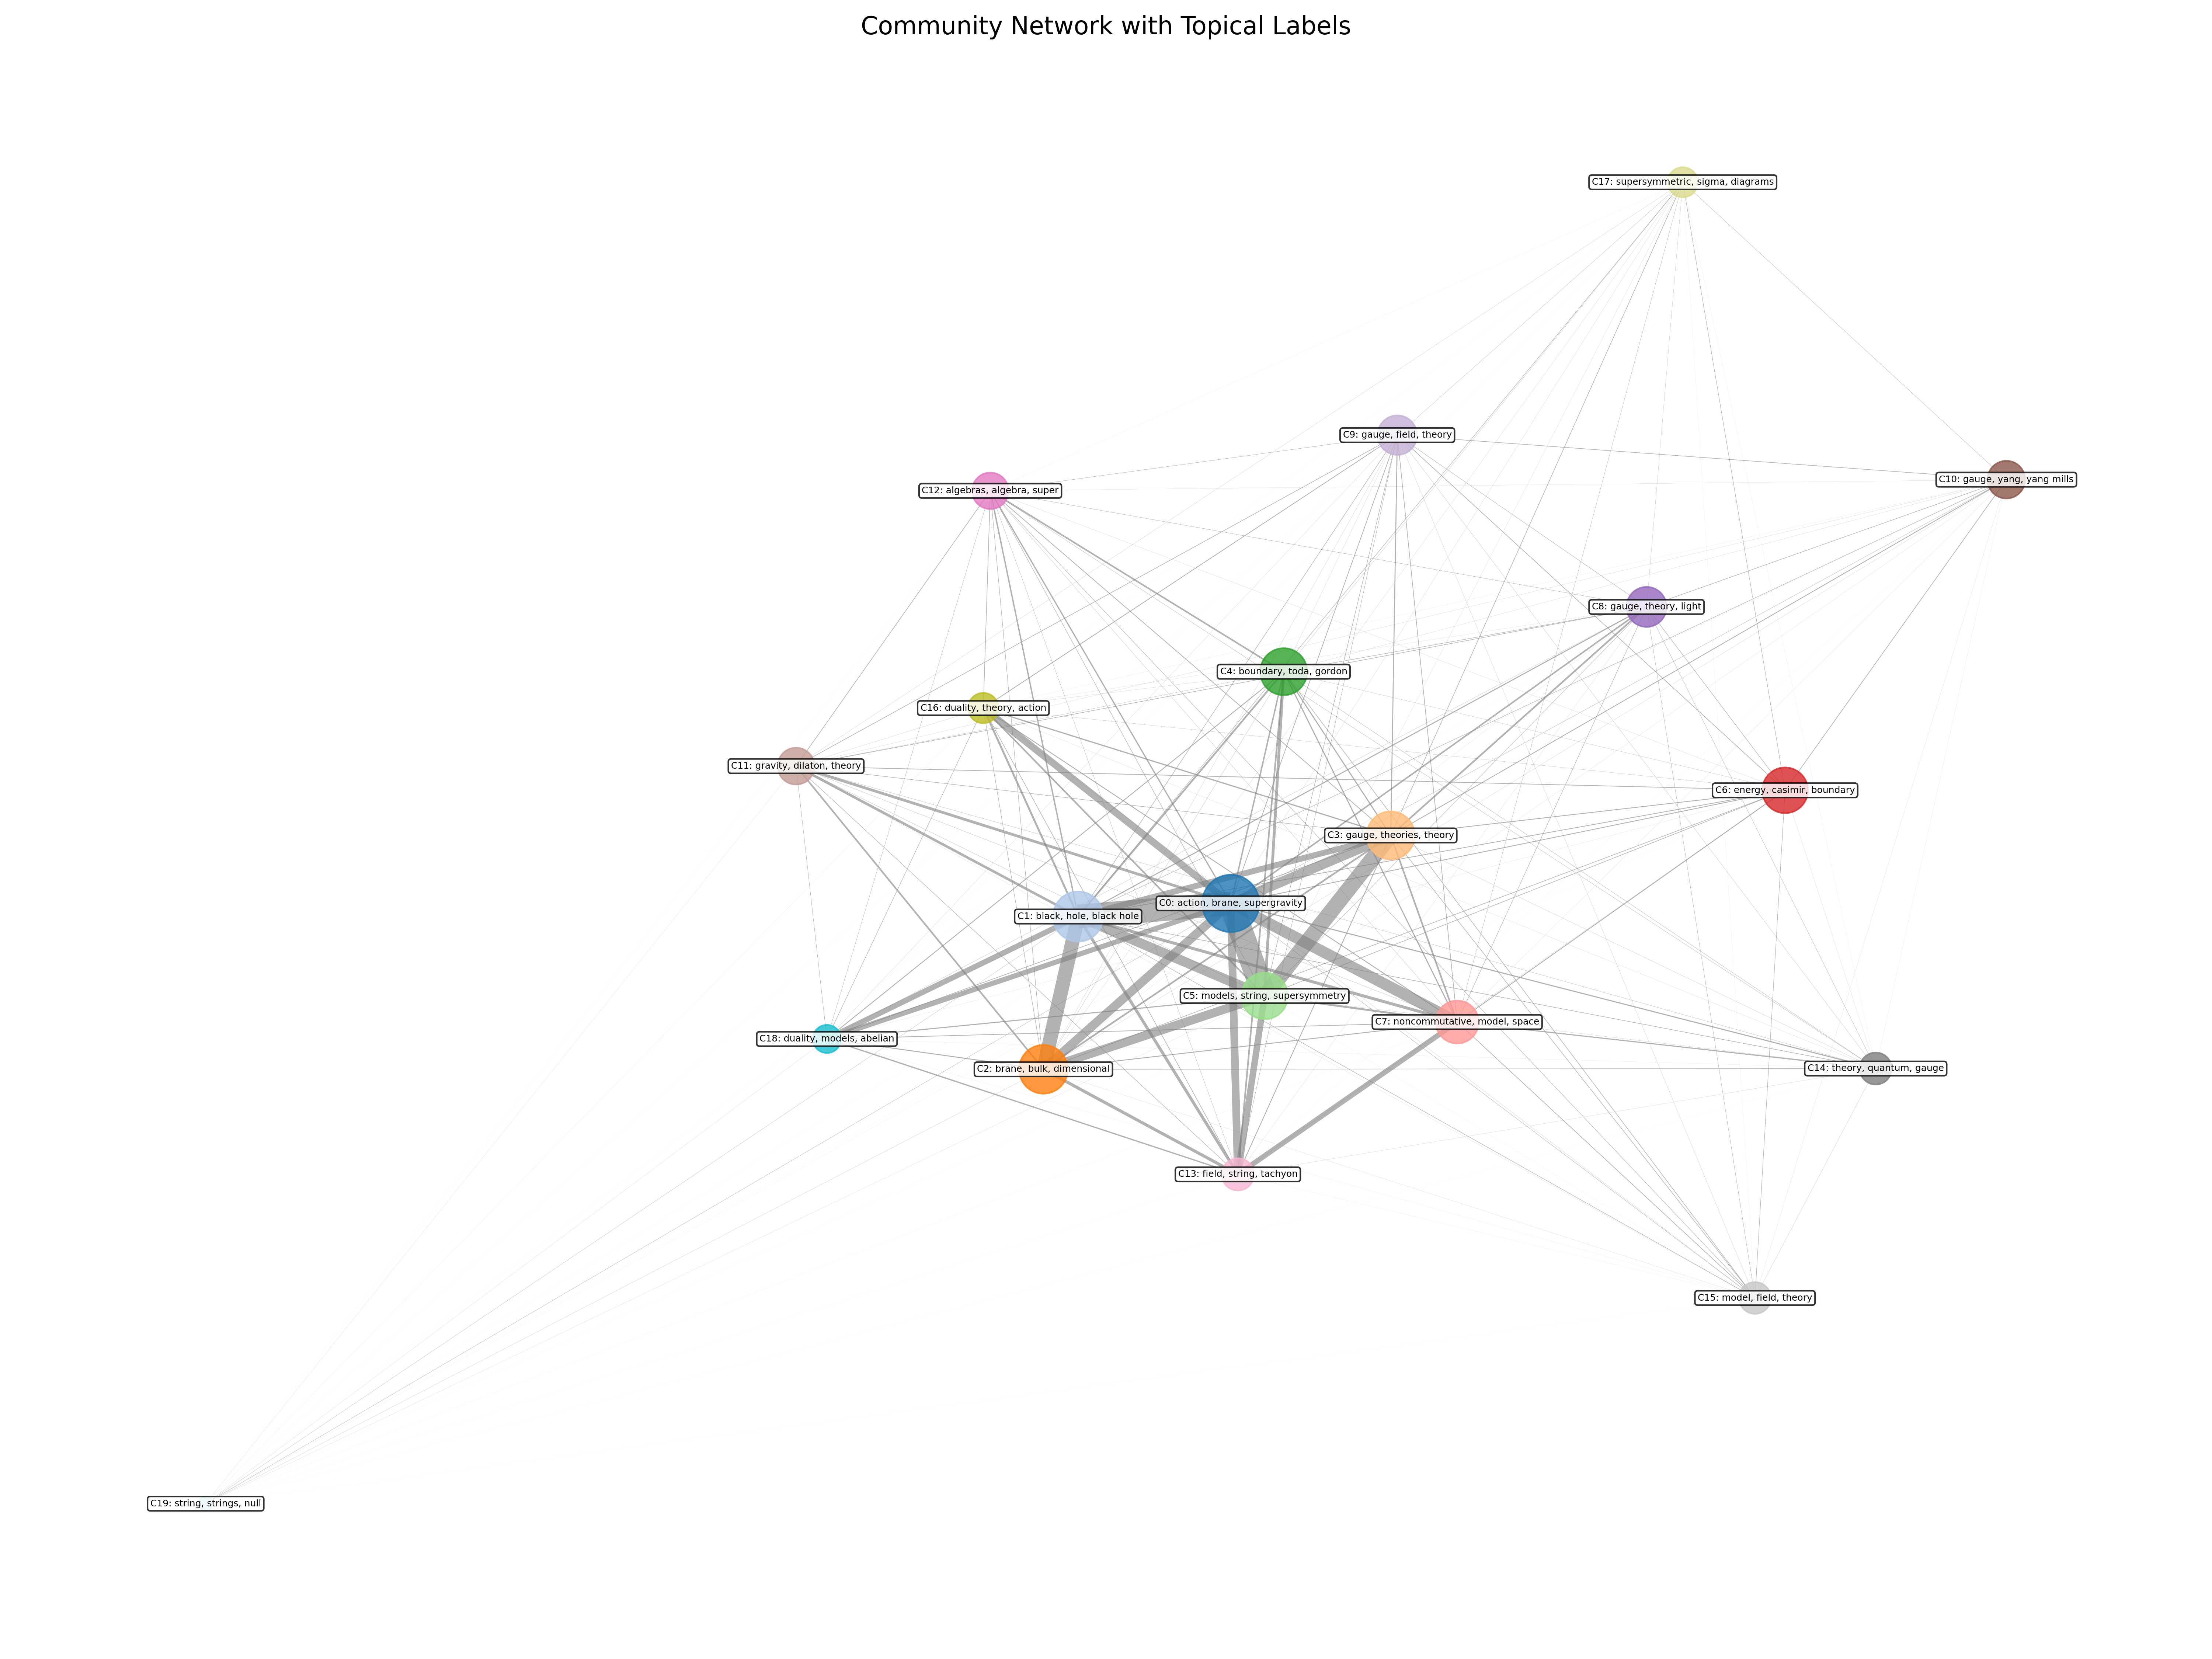 Community Network with Topical Labels
C17: supersymmetric, sigma, diagrams
C9: gauge, field, theory
C10: gauge, yang, yang mills
C12: algebras, algebra, super
C8: gauge, theory, light
C4: boundary, toda, gordon
C16: duality, theory, action
C11: gravity, dilaton, theory
C6: energy, casimir, boundary
C3: gauge, theories, theory
C0: action, brane, supergravity
C1: black, hole, black hole
C5: models, string, supersymmetry
C7: noncommutative, model, space
C18: duality, models, abelian
C2: brane, bulk, dimensional
C14: theory, quantum, gauge
C13: field, string, tachyon
C15: model, field, theory
C19: string, strings, null